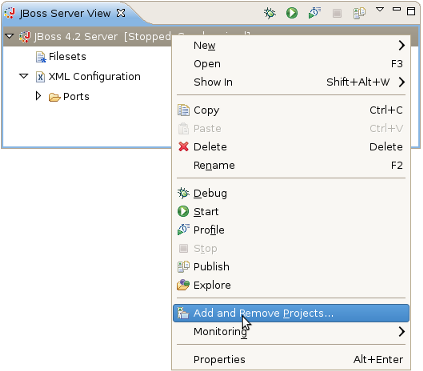 JBoss Server View
JBoss 4.2 Server [Stopped,
Filesets
XML Configuration
Ports
New
Open F3
Show In Shift+Alt+W
Copy Ctrl+C
Paste Ctrl+V
Delete Delete
Rename F2
Debug
Start
Profile
Stop
Publish
Explore
Add and Remove Projects...
Monitoring
Properties Alt+Enter